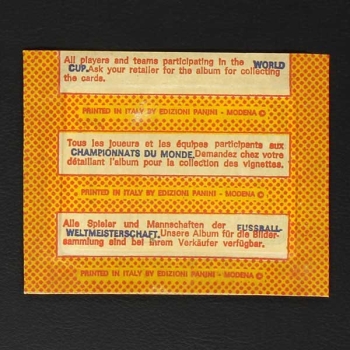 All players and teams participating in the WORLD
CUP. Ask your retailer for the album for collecting
the cards.
PRINTED IN ITALY BY EDIZIONI PANINI - MODENA ©
Tous les joueurs et les équipes participants aux
CHAMPIONNATS DU MONDE. Demandez chez votre
détaillant l'album pour la collection des vignettes.
PRINTED IN ITALY BY EDIZIONI PANINI - MODENA ©
Alle Spieler und Mannschaften der FUSSBALL-
WELTMEISTERSCHAFT. Unsere Album für die Bilder-
sammlung sind bei Ihrem Verkäufer verfügbar.
PRINTED IN ITALY BY EDIZIONI PANINI - MODENA ©